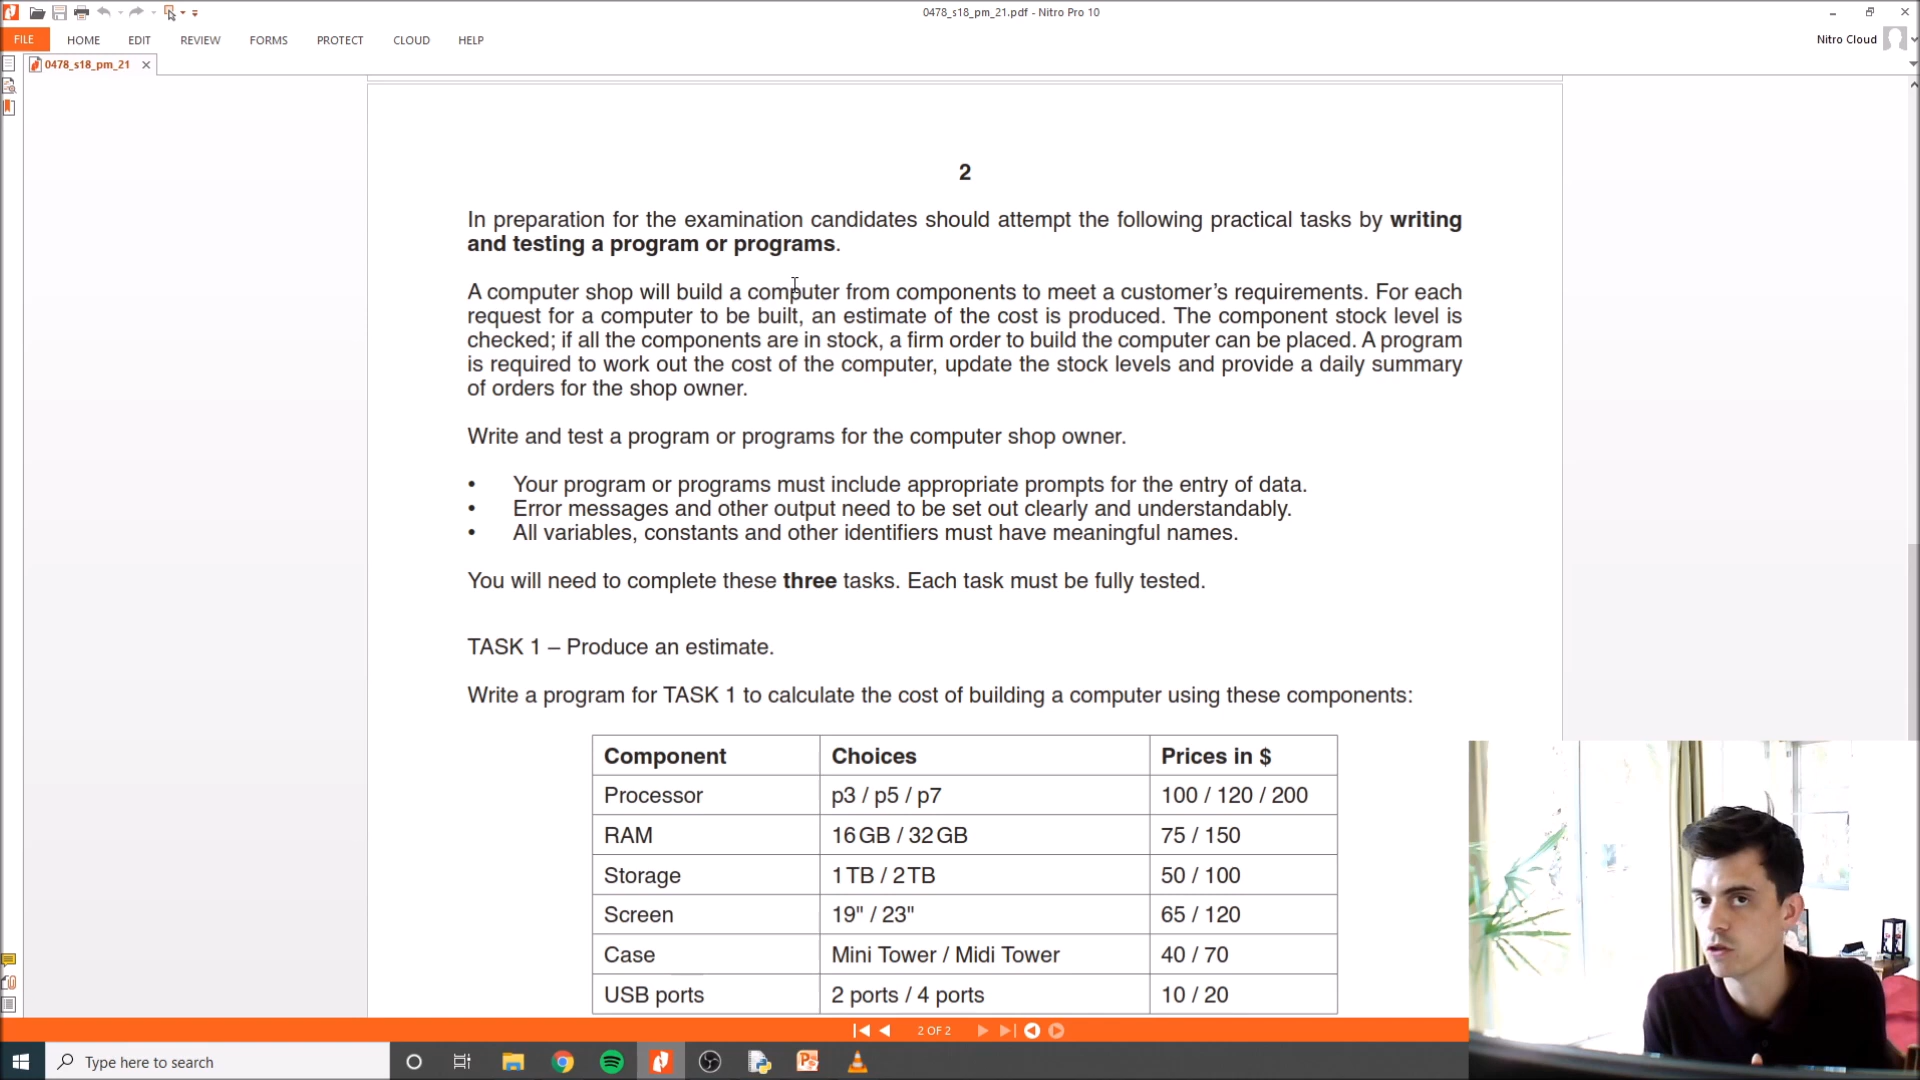 0478_s18_pm_21.pdf - Nitro Pro 10
FILE HOME EDIT REVIEW FORMS PROTECT CLOUD HELP
Nitro Cloud
0478_s18_pm_21
2
In preparation for the examination candidates should attempt the following practical tasks by writing
and testing a program or programs.
A computer shop will build a computer from components to meet a customer’s requirements. For each
request for a computer to be built, an estimate of the cost is produced. The component stock level is
checked; if all the components are in stock, a firm order to build the computer can be placed. A program
is required to work out the cost of the computer, update the stock levels and provide a daily summary
of orders for the shop owner.
Write and test a program or programs for the computer shop owner.
• Your program or programs must include appropriate prompts for the entry of data.
• Error messages and other output need to be set out clearly and understandably.
• All variables, constants and other identifiers must have meaningful names.
You will need to complete these three tasks. Each task must be fully tested.
TASK 1 – Produce an estimate.
Write a program for TASK 1 to calculate the cost of building a computer using these components:
Component Choices Prices in $
Processor p3 / p5 / p7 100 / 120 / 200
RAM 16 GB / 32 GB 75 / 150
Storage 1 TB / 2 TB 50 / 100
Screen 19" / 23" 65 / 120
Case Mini Tower / Midi Tower 40 / 70
USB ports 2 ports / 4 ports 10 / 20
2 OF 2
Type here to search